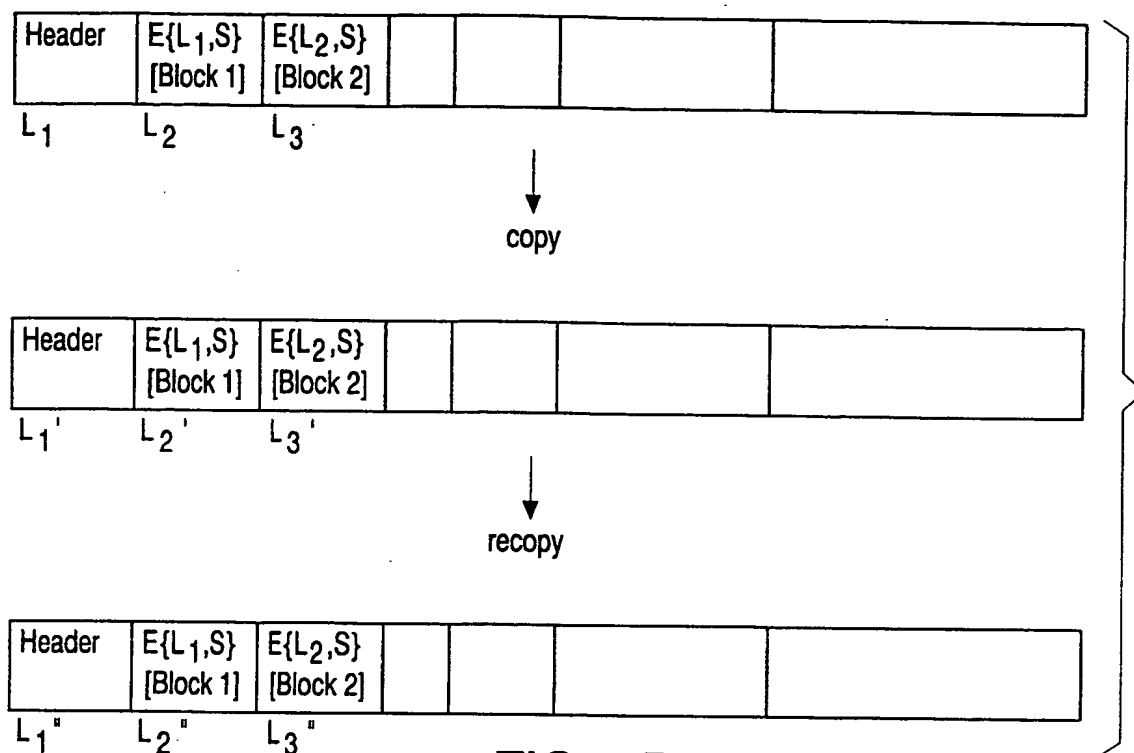 Header E{L₁,S} E{L₂,S}
[Block 1] [Block 2]
L₁ L₂ L₃
copy
Header E{L₁,S} E{L₂,S}
[Block 1] [Block 2]
L₁' L₂' L₃'
recopy
Header E{L₁,S} E{L₂,S}
[Block 1] [Block 2]
L₁" L₂" L₃"